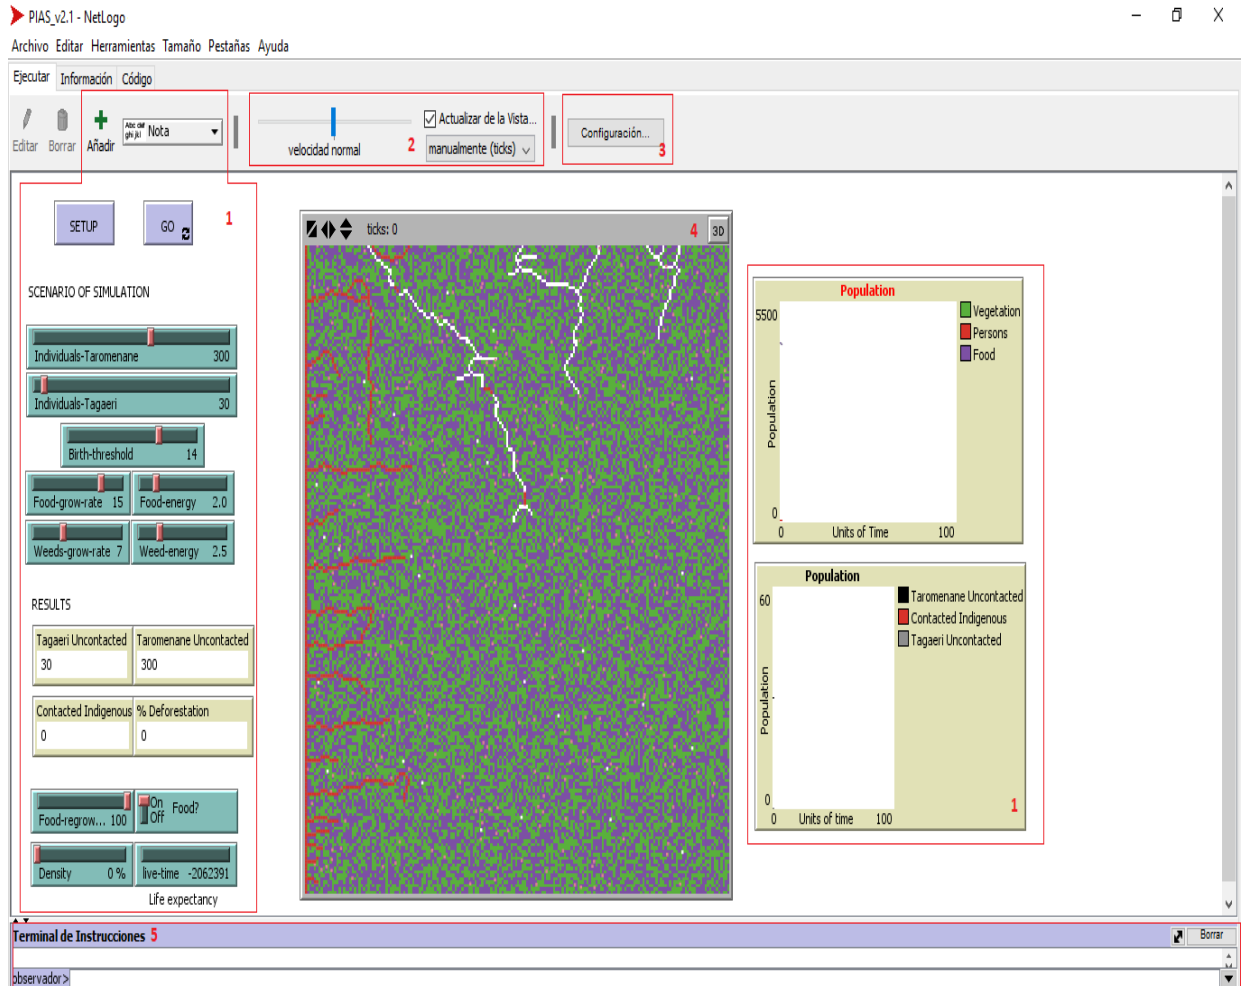 PIAS_v2.1 - NetLogo
Archivo Editar Herramientas Tamaño Pestañas Ayuda
Ejecutar Información Código
Editar Borrar Añadir Abc def ghi jkl Nota
velocidad normal 2
Actualizar de la Vista...
manualmente (ticks)
Configuración...
3
SETUP GO 1
SCENARIO OF SIMULATION
Individuals-Taromenane 300
Individuals-Tagaeri 30
Birth-threshold 14
Food-grow-rate 15 Food-energy 2.0
Weeds-grow-rate 7 Weed-energy 2.5
RESULTS
Tagaeri Uncontacted Taromenane Uncontacted
30 300
Contacted Indigenous % Deforestation
0 0
Food-regrow... 100 On Off Food?
Density 0 % live-time -2062391
Life expectancy
ticks: 0 4 3D
Population
5500
Population
0
0 Units of Time 100
Vegetation
Persons
Food
Population
60
Population
0
0 Units of time 100
Taromenane Uncontacted
Contacted Indigenous
Tagaeri Uncontacted
1
Terminal de Instrucciones 5 Borrar
observador>